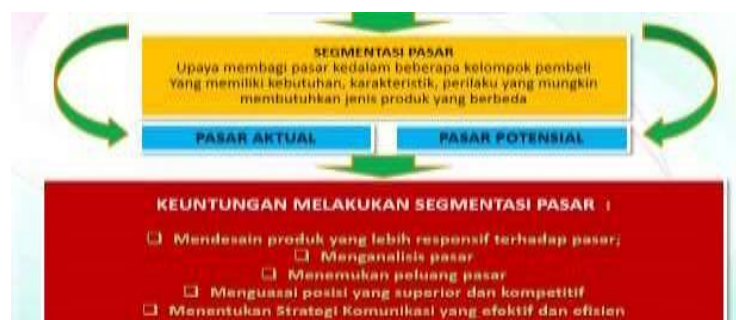 SEGMENTASI PASAR
Upaya membagi pasar kedalam beberapa kelompok pembeli
Yang memiliki kebutuhan, karakteristik, perilaku yang mungkin
membutuhkan jenis produk yang berbeda
PASAR AKTUAL
PASAR POTENSIAL
KEUNTUNGAN MELAKUKAN SEGMENTASI PASAR :
❑ Mendesain produk yang lebih responsif terhadap pasar;
❑ Menganalisis pasar
❑ Menemukan peluang pasar
❑ Menguasai posisi yang superior dan kompetitif
❑ Menentukan Strategi Komunikasi yang efektif dan efisien